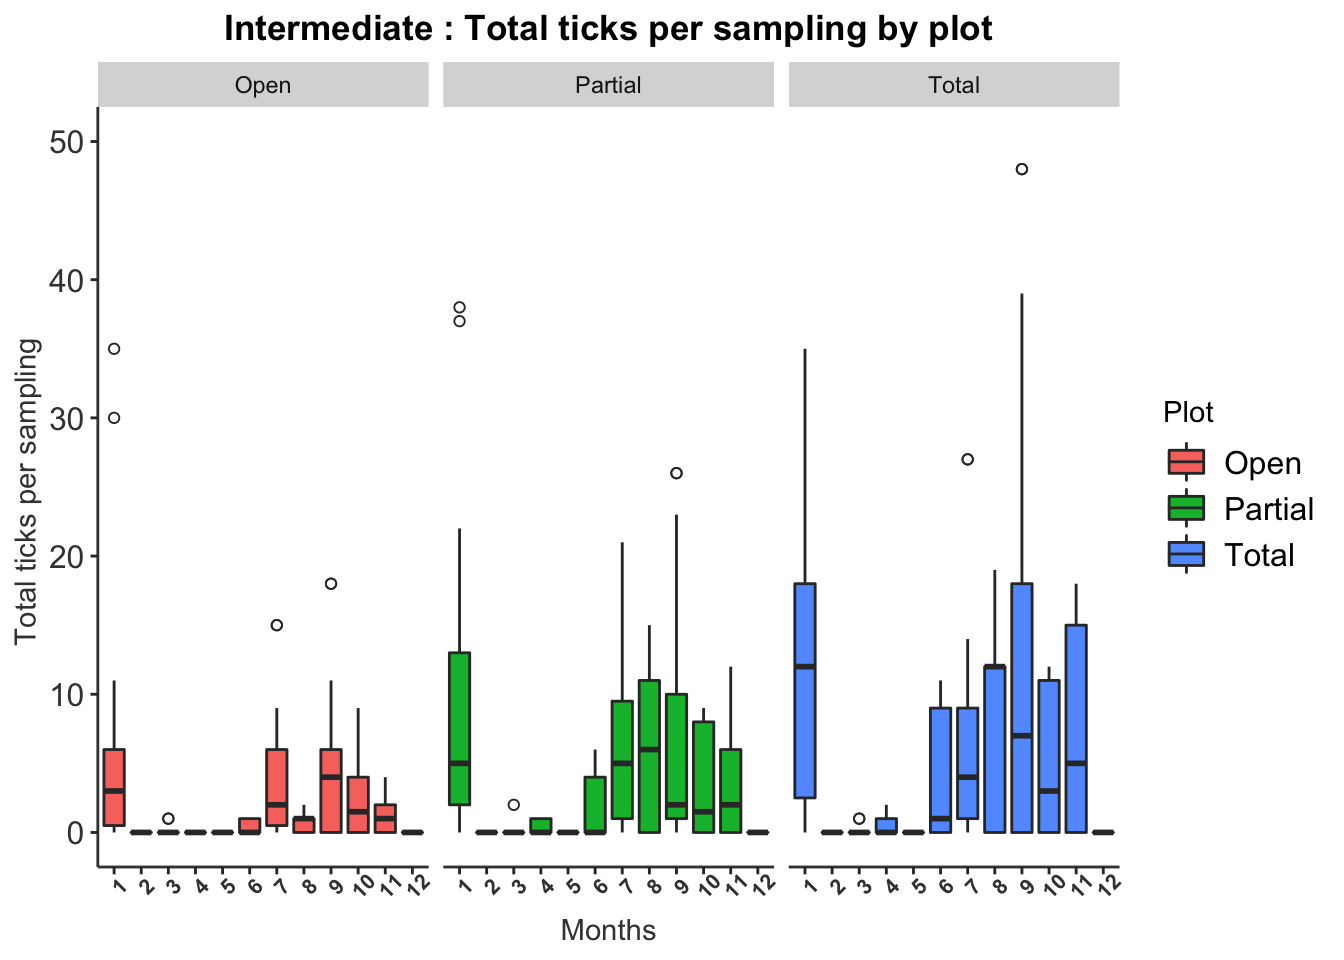 Intermediate : Total ticks per sampling by plot
Open Partial Total
50
40
30
20
10
0
Total ticks per sampling
1 2 3 4 5 6 7 8 9 10 11 12 1 2 3 4 5 6 7 8 9 10 11 12 1 2 3 4 5 6 7 8 9 10 11 12
Months
Plot
Open
Partial
Total